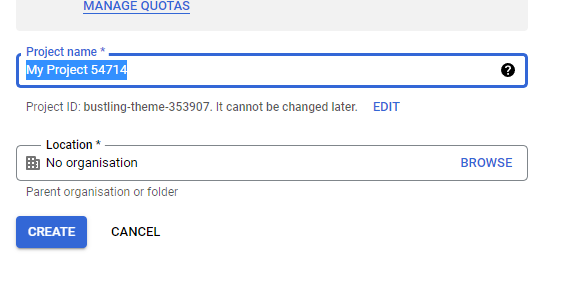 MANAGE QUOTAS
Project name *
My Project 54714
Project ID: bustling-theme-353907. It cannot be changed later. EDIT
Location *
No organisation BROWSE
Parent organisation or folder
CREATE CANCEL